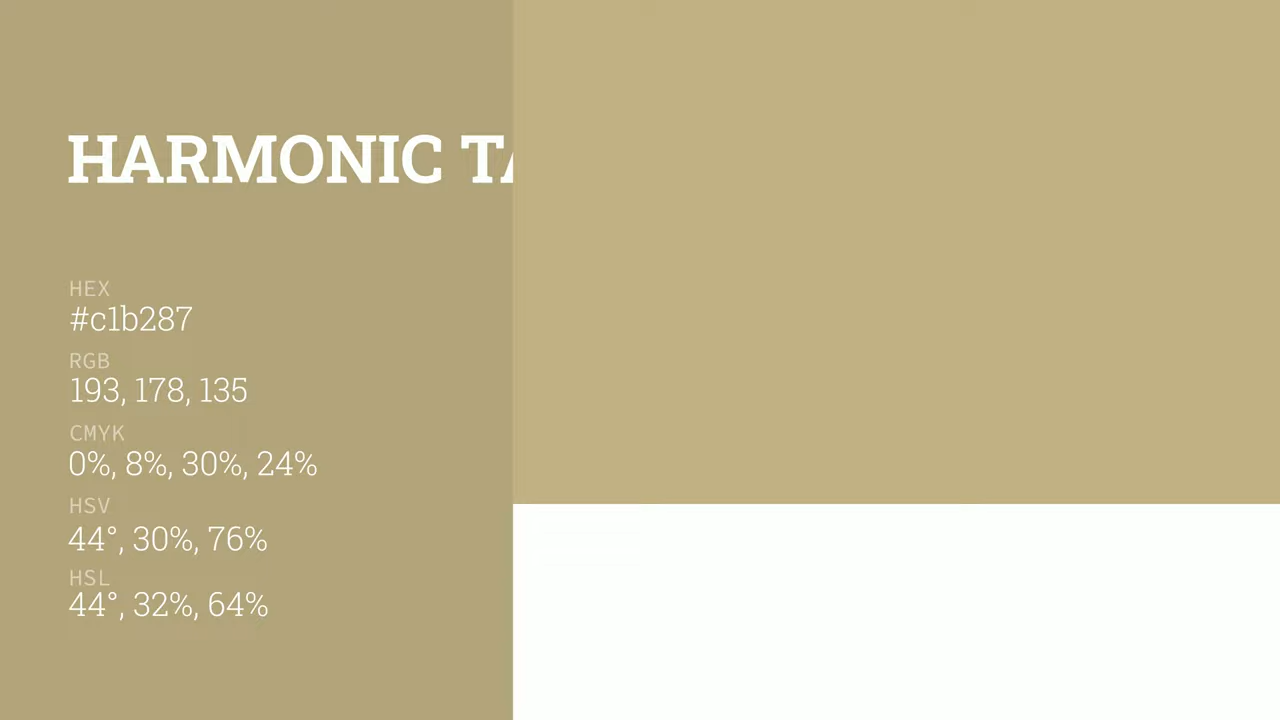 HARMONIC TA
HEX
#c1b287
RGB
193, 178, 135
CMYK
0%, 8%, 30%, 24%
HSV
44°, 30%, 76%
HSL
44°, 32%, 64%